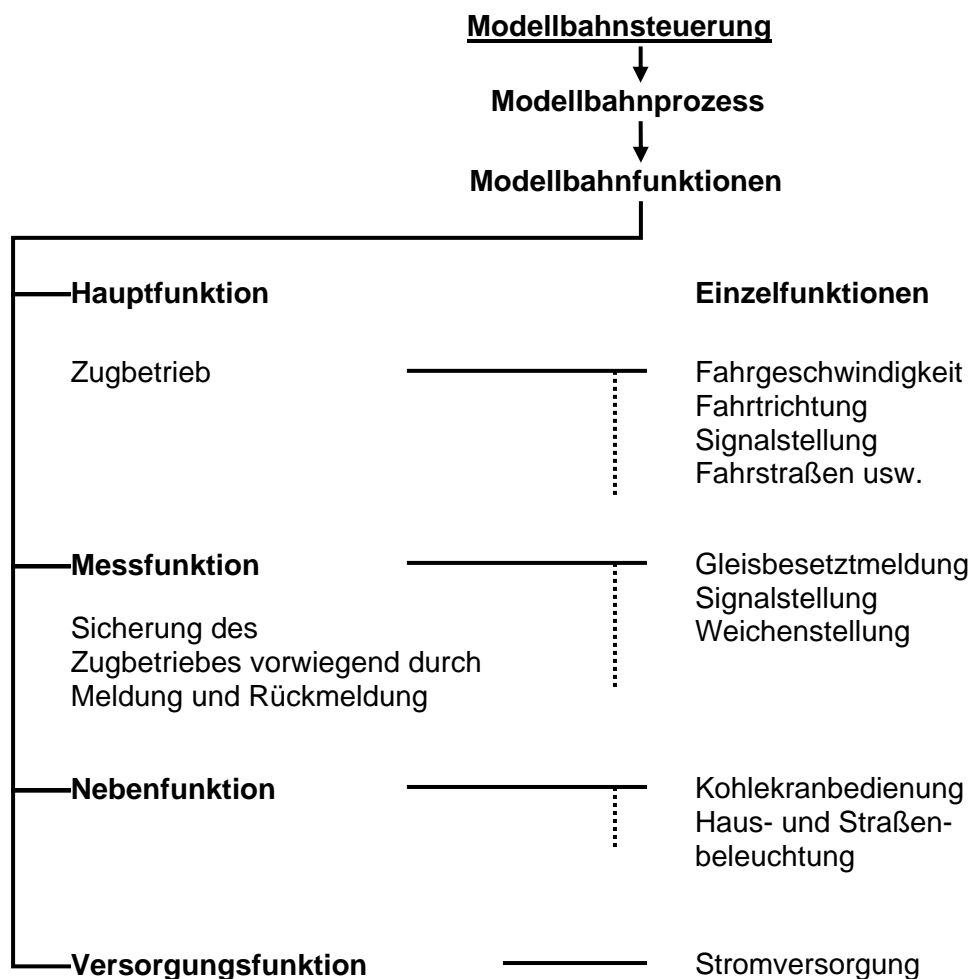 Modellbahnsteuerung
Modellbahnprozess
Modellbahnfunktionen
Hauptfunktion
Einzelfunktionen
Zugbetrieb
Fahrgeschwindigkeit
Fahrtrichtung
Signalstellung
Fahrstraßen usw.
Messfunktion
Sicherung des
Zugbetriebes vorwiegend durch
Meldung und Rückmeldung
Gleisbesetztmeldung
Signalstellung
Weichenstellung
Nebenfunktion
Kohlekranbedienung
Haus- und Straßen-
beleuchtung
Versorgungsfunktion
Stromversorgung